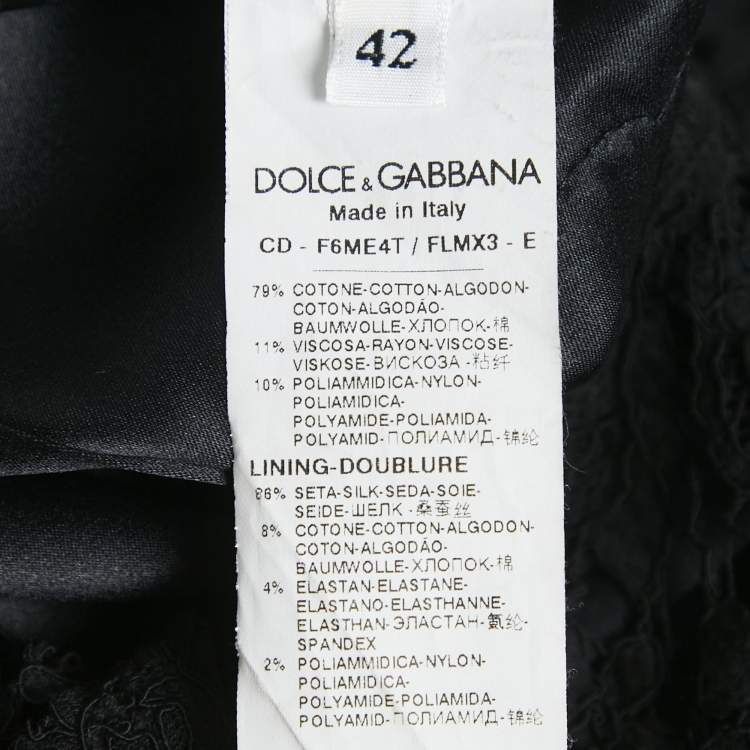 42
DOLCE & GABBANA
Made in Italy
CD - F6ME4T / FLMX3 - E
79% COTONE-COTTON-ALGODON-
COTON-ALGODÁO-
BAUMWOLLE-ХЛОПОК-棉
11% VISCOSA-RAYON-VISCOSE-
VISKOSE-ВИСКОЗА -粘纤
10% POLIAMMIDICA-NYLON-
POLIAMIDICA-
POLYAMIDE-POLIAMIDA-
POLYAMID-ПОЛИАМИД-锦纶
LINING-DOUBLURE
86% SETA-SILK-SEDA-SOIE-
SEIDE-ШЕЛК -桑蚕丝
8% COTONE-COTTON-ALGODON-
COTON-ALGODÁO-
BAUMWOLLE-ХЛОПОК-棉
4% ELASTAN-ELASTANE-
ELASTANO-ELASTHANNE-
ELASTHAN-ЭЛАСТАН-氨纶-
SPANDEX
2% POLIAMMIDICA-NYLON-
POLIAMIDICA-
POLYAMIDE-POLIAMIDA-
POLYAMID-ПОЛИАМИД-锦纶